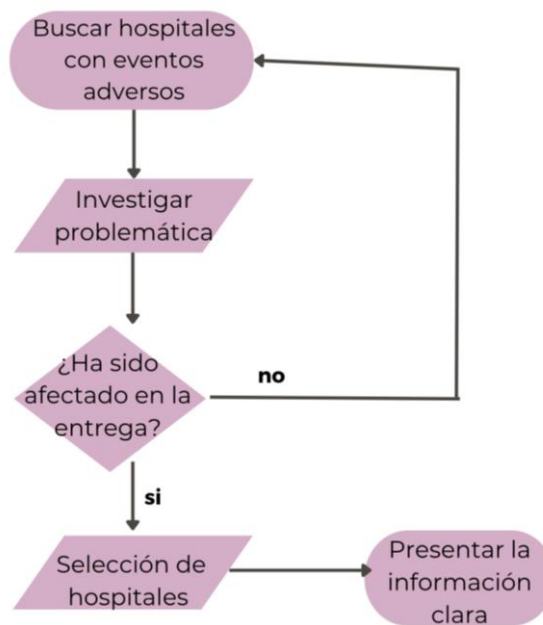 Buscar hospitales
con eventos
adversos
Investigar
problemática
¿Ha sido
afectado en la
entrega?
no
si
Selección de
hospitales
Presentar la
información
clara